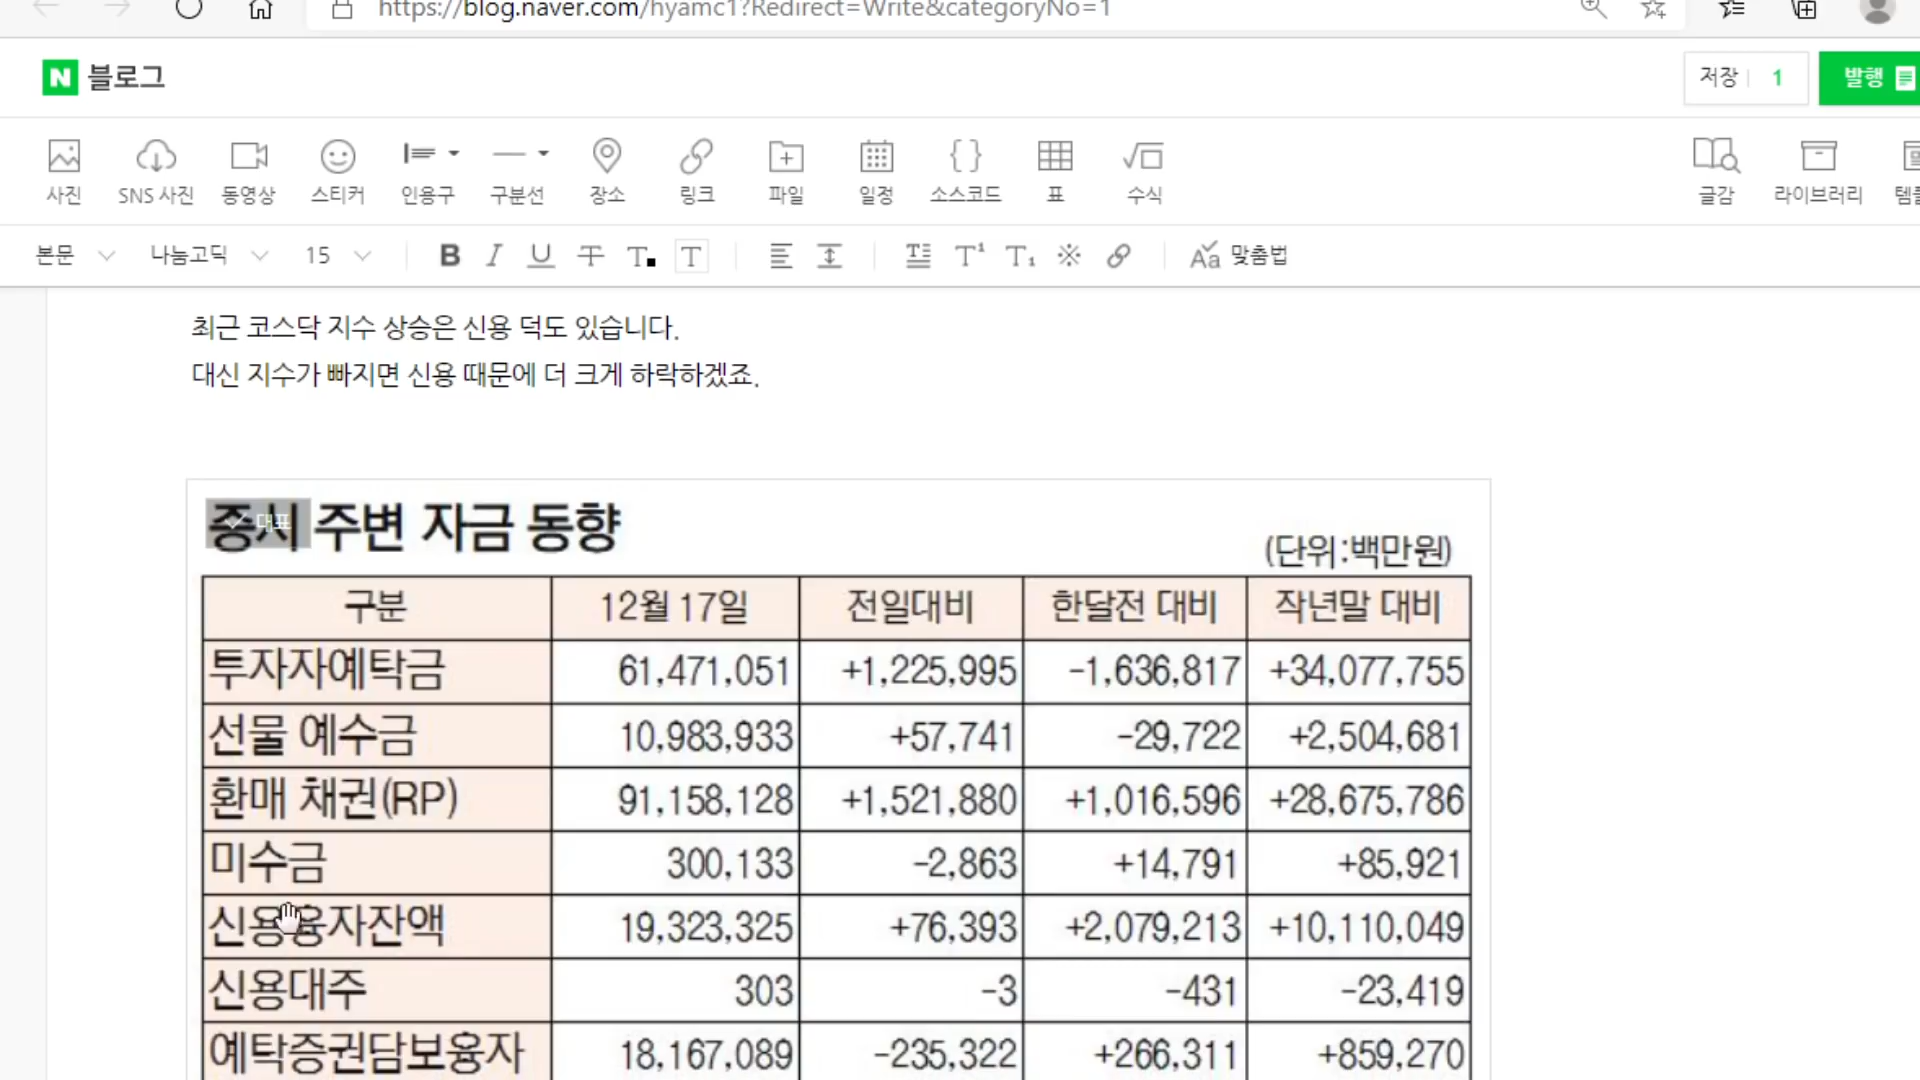 https://blog.naver.com/hyamc1?Redirect=Write&categoryNo=1
N 블로그
저장 1 발행
사진 SNS 사진 동영상 스티커 인용구 구분선 장소 링크 파일 일정 소스코드 표 수식 글감 라이브러리
본문 나눔고딕 15 B I U T T T T T¹ T₁ ※ Aa 맞춤법
최근 코스닥 지수 상승은 신용 덕도 있습니다.
대신 지수가 빠지면 신용 때문에 더 크게 하락하겠죠.
대표
증시 주변 자금 동향
(단위:백만원)
구분 12월 17일 전일대비 한달전 대비 작년말 대비
투자자예탁금 61,471,051 +1,225,995 -1,636,817 +34,077,755
선물 예수금 10,983,933 +57,741 -29,722 +2,504,681
환매 채권(RP) 91,158,128 +1,521,880 +1,016,596 +28,675,786
미수금 300,133 -2,863 +14,791 +85,921
신용융자잔액 19,323,325 +76,393 +2,079,213 +10,110,049
신용대주 303 -3 -431 -23,419
예탁증권담보융자 18,167,089 -235,322 +266,311 +859,270